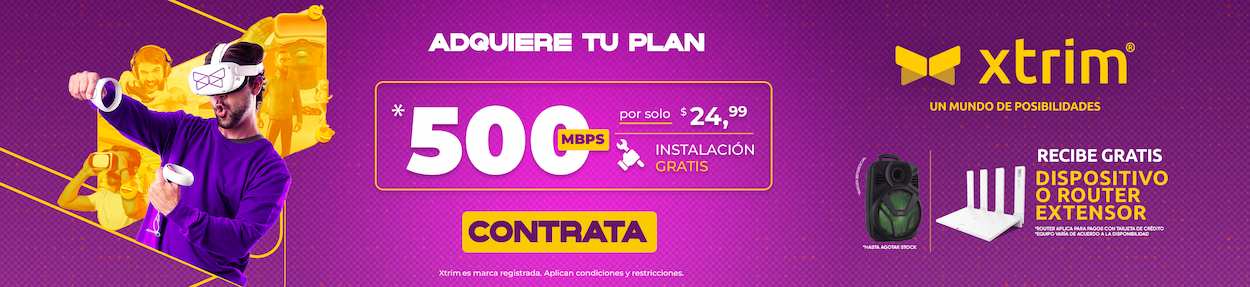 ADQUIERE TU PLAN
*500 MBPS
por solo $24,99
INSTALACIÓN
GRATIS
CONTRATA
Xtrim es marca registrada. Aplican condiciones y restricciones.
xtrim®
UN MUNDO DE POSIBILIDADES
*IMAGEN REFERENCIAL
*HASTA AGOTAR STOCK
RECIBE GRATIS
DISPOSITIVO
O ROUTER
EXTENSOR
*ROUTER APLICA PARA PAGOS CON TARJETA DE CRÉDITO
*EQUIPO VARÍA DE ACUERDO A LA DISPONIBILIDAD